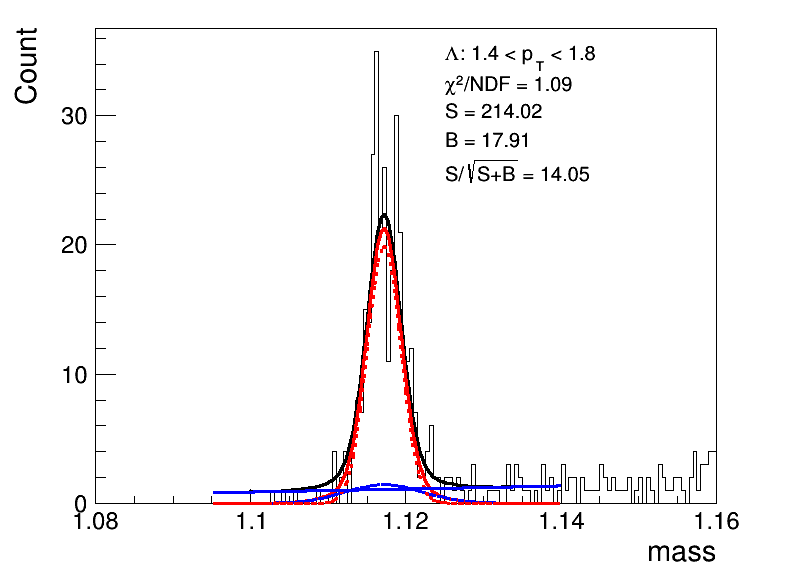 Count
Λ: 1.4 < p_T < 1.8
χ²/NDF = 1.09
S = 214.02
B = 17.91
S/√S+B = 14.05
30
20
10
0
1.08 1.1 1.12 1.14 1.16
mass